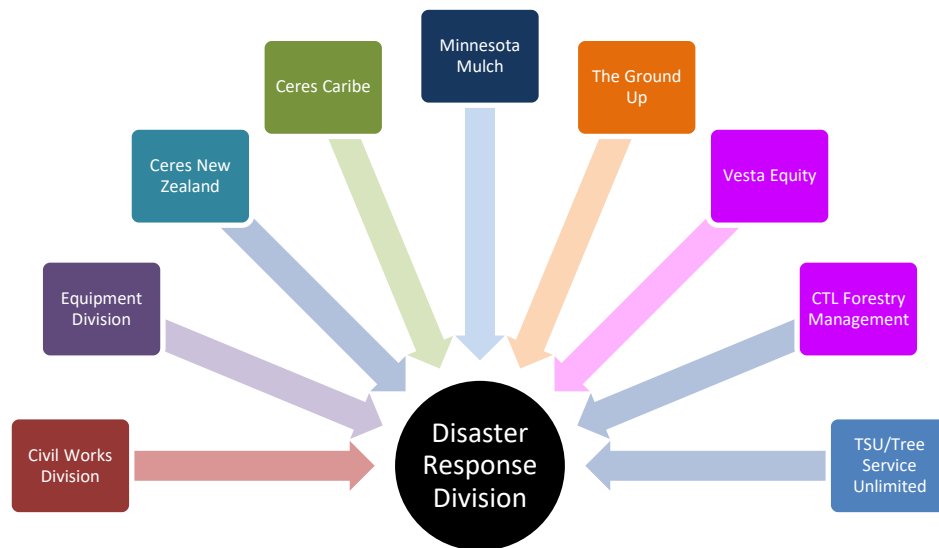 Minnesota
Mulch
Ceres Caribe
The Ground
Up
Ceres New
Zealand
Vesta Equity
Equipment
Division
CTL Forestry
Management
Civil Works
Division
Disaster
Response
Division
TSU/Tree
Service
Unlimited